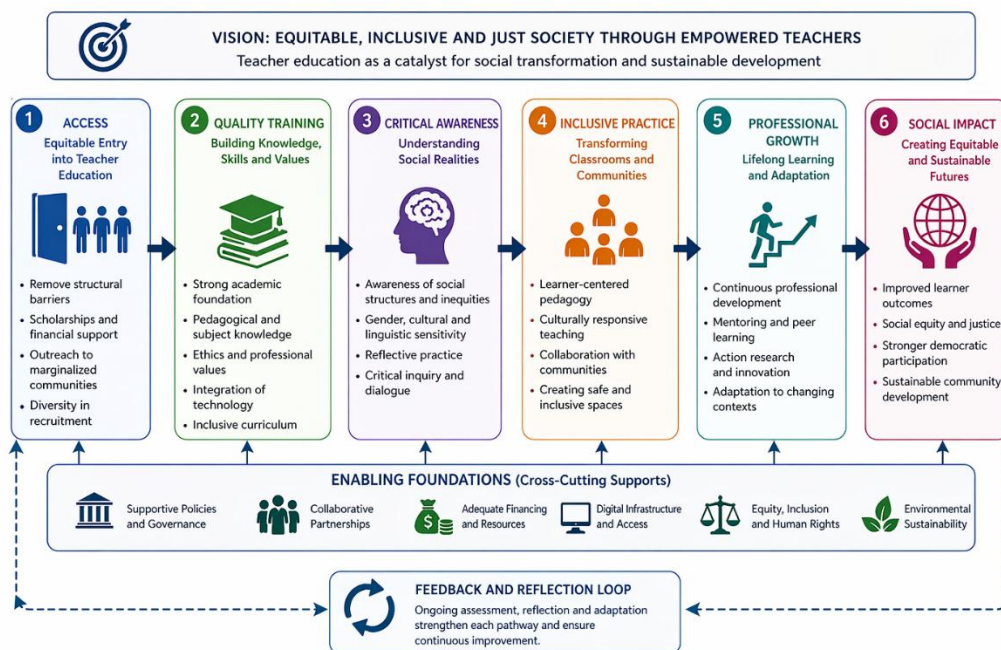 VISION: EQUITABLE, INCLUSIVE AND JUST SOCIETY THROUGH EMPOWERED TEACHERS
Teacher education as a catalyst for social transformation and sustainable development
1
ACCESS
Equitable Entry
into Teacher
Education
• Remove structural
barriers
• Scholarships and
financial support
• Outreach to
marginalized
communities
• Diversity in
recruitment
2
QUALITY TRAINING
Building Knowledge,
Skills and Values
• Strong academic
foundation
• Pedagogical and
subject knowledge
• Ethics and professional
values
• Integration of
technology
• Inclusive curriculum
3
CRITICAL AWARENESS
Understanding
Social Realities
• Awareness of social
structures and inequities
• Gender, cultural and
linguistic sensitivity
• Reflective practice
• Critical inquiry and
dialogue
4
INCLUSIVE PRACTICE
Transforming
Classrooms and
Communities
• Learner-centered
pedagogy
• Culturally responsive
teaching
• Collaboration with
communities
• Creating safe and
inclusive spaces
5
PROFESSIONAL
GROWTH
Lifelong Learning
and Adaptation
• Continuous professional
development
• Mentoring and peer
learning
• Action research
and innovation
• Adaptation to changing
contexts
6
SOCIAL IMPACT
Creating Equitable
and Sustainable
Futures
• Improved learner
outcomes
• Social equity and justice
• Stronger democratic
participation
• Sustainable community
development
ENABLING FOUNDATIONS (Cross-Cutting Supports)
Supportive Policies
and Governance
Collaborative
Partnerships
$
Adequate Financing
and Resources
Digital Infrastructure
and Access
Equity, Inclusion
and Human Rights
Environmental
Sustainability
FEEDBACK AND REFLECTION LOOP
Ongoing assessment, reflection and adaptation
strengthen each pathway and ensure
continuous improvement.